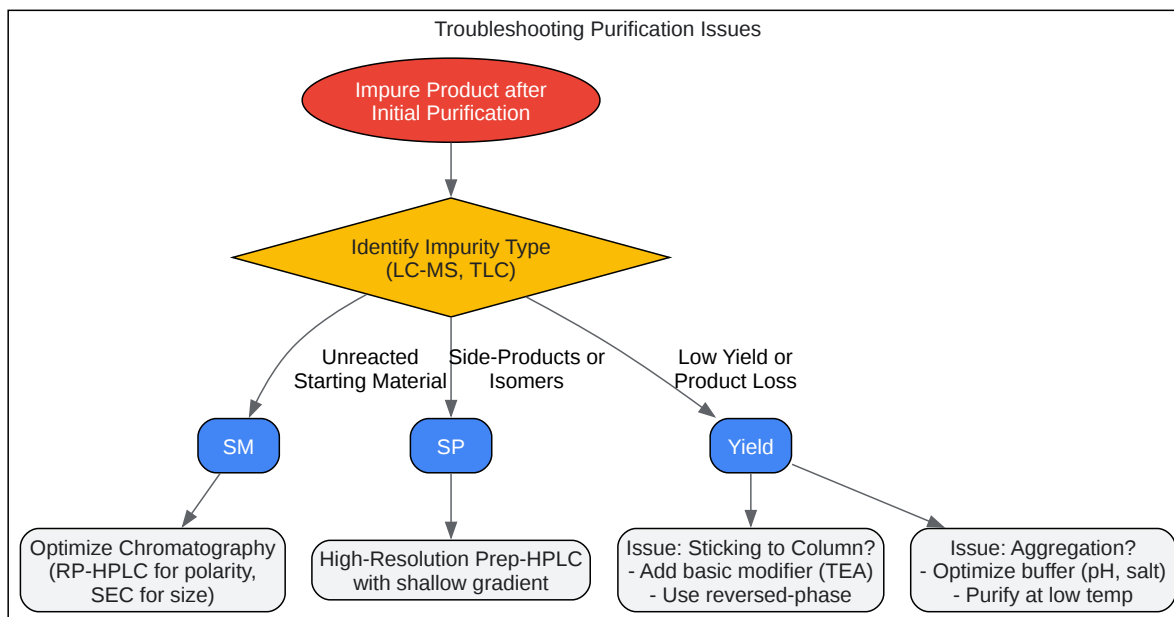 Troubleshooting Purification Issues
Impure Product after
Initial Purification
Identify Impurity Type
(LC-MS, TLC)
Unreacted
Starting Material
Side-Products or
Isomers
Low Yield or
Product Loss
SM
SP
Yield
Optimize Chromatography
(RP-HPLC for polarity,
SEC for size)
High-Resolution Prep-HPLC
with shallow gradient
Issue: Sticking to Column?
- Add basic modifier (TEA)
- Use reversed-phase
Issue: Aggregation?
- Optimize buffer (pH, salt)
- Purify at low temp